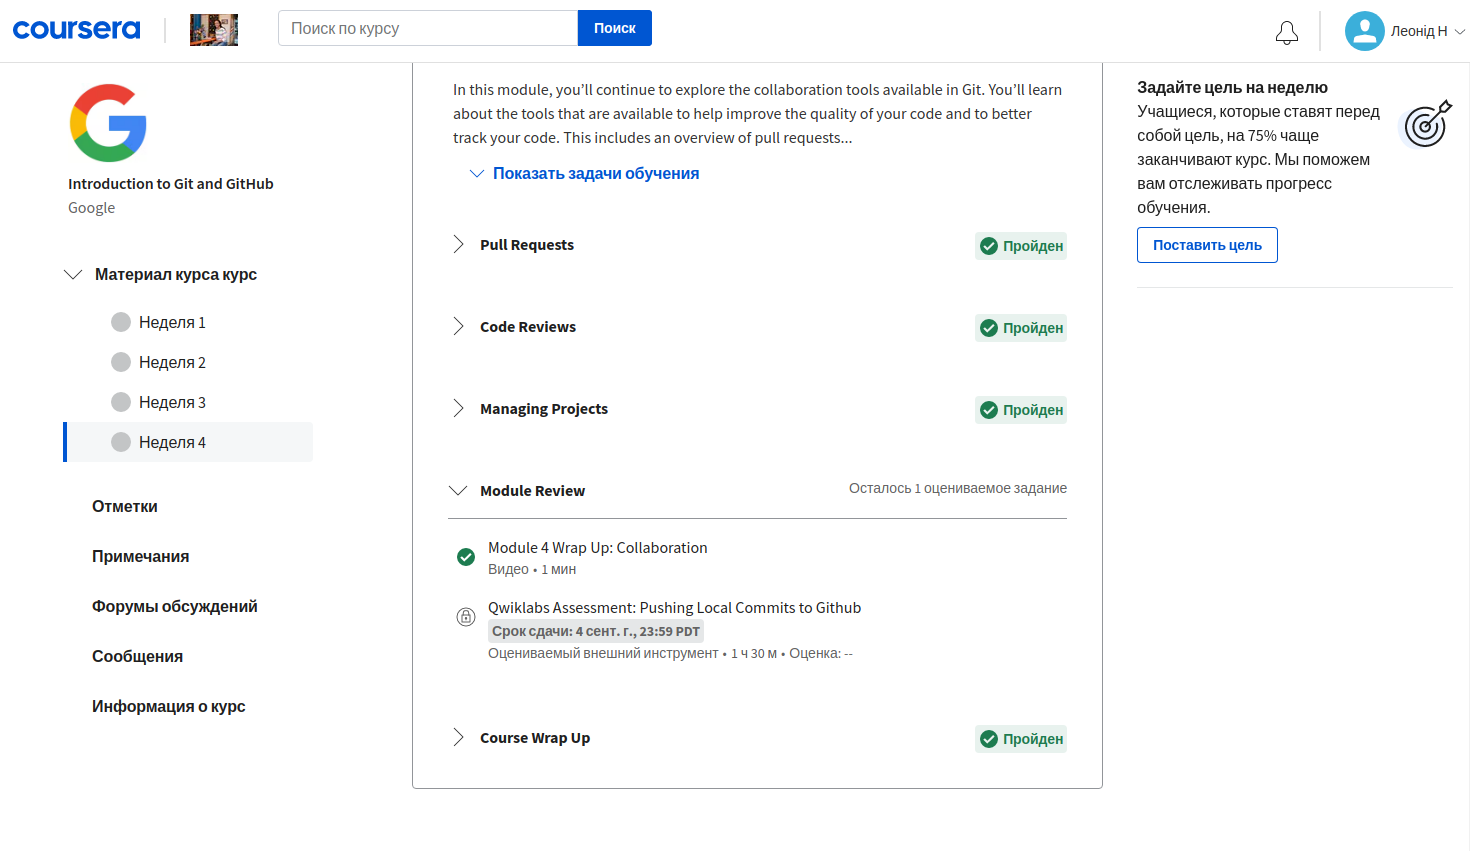 coursera
Поиск по курсу
Поиск
Леонід Н
Introduction to Git and GitHub
Google
Материал курса курс
Неделя 1
Неделя 2
Неделя 3
Неделя 4
Отметки
Примечания
Форумы обсуждений
Сообщения
Информация о курс
In this module, you’ll continue to explore the collaboration tools available in Git. You’ll learn
about the tools that are available to help improve the quality of your code and to better
track your code. This includes an overview of pull requests...
Показать задачи обучения
Pull Requests
Пройден
Code Reviews
Пройден
Managing Projects
Пройден
Module Review
Осталось 1 оцениваемое задание
Module 4 Wrap Up: Collaboration
Видео • 1 мин
Qwiklabs Assessment: Pushing Local Commits to Github
Срок сдачи: 4 сент. г., 23:59 PDT
Оцениваемый внешний инструмент • 1 ч 30 м • Оценка: --
Course Wrap Up
Пройден
Задайте цель на неделю
Учащиеся, которые ставят перед
собой цель, на 75% чаще
заканчивают курс. Мы поможем
вам отслеживать прогресс
обучения.
Поставить цель